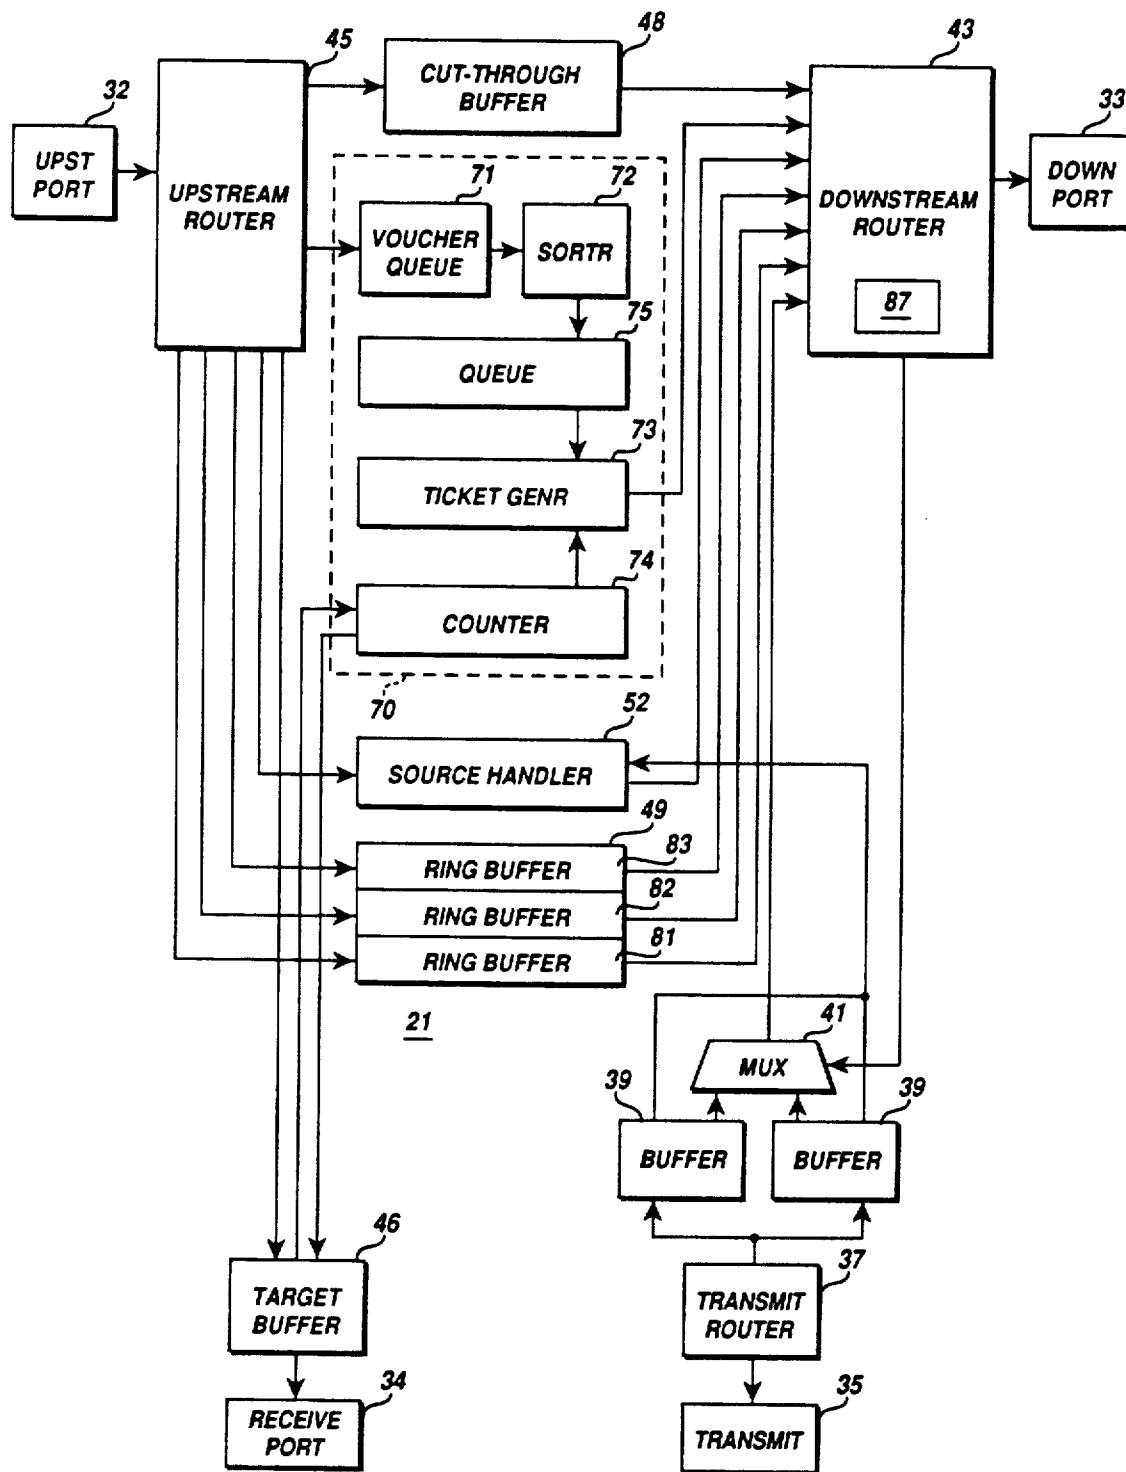 45
48
43
32
33
CUT-THROUGH
BUFFER
UPST
PORT
UPSTREAM
ROUTER
71
72
VOUCHER
QUEUE
SORTR
DOWNSTREAM
ROUTER
DOWN
PORT
87
75
QUEUE
73
TICKET GENR
74
COUNTER
70
52
SOURCE HANDLER
49
RING BUFFER
83
RING BUFFER
82
RING BUFFER
81
21
41
MUX
39
39
BUFFER
BUFFER
46
37
TARGET
BUFFER
TRANSMIT
ROUTER
34
35
RECEIVE
PORT
TRANSMIT